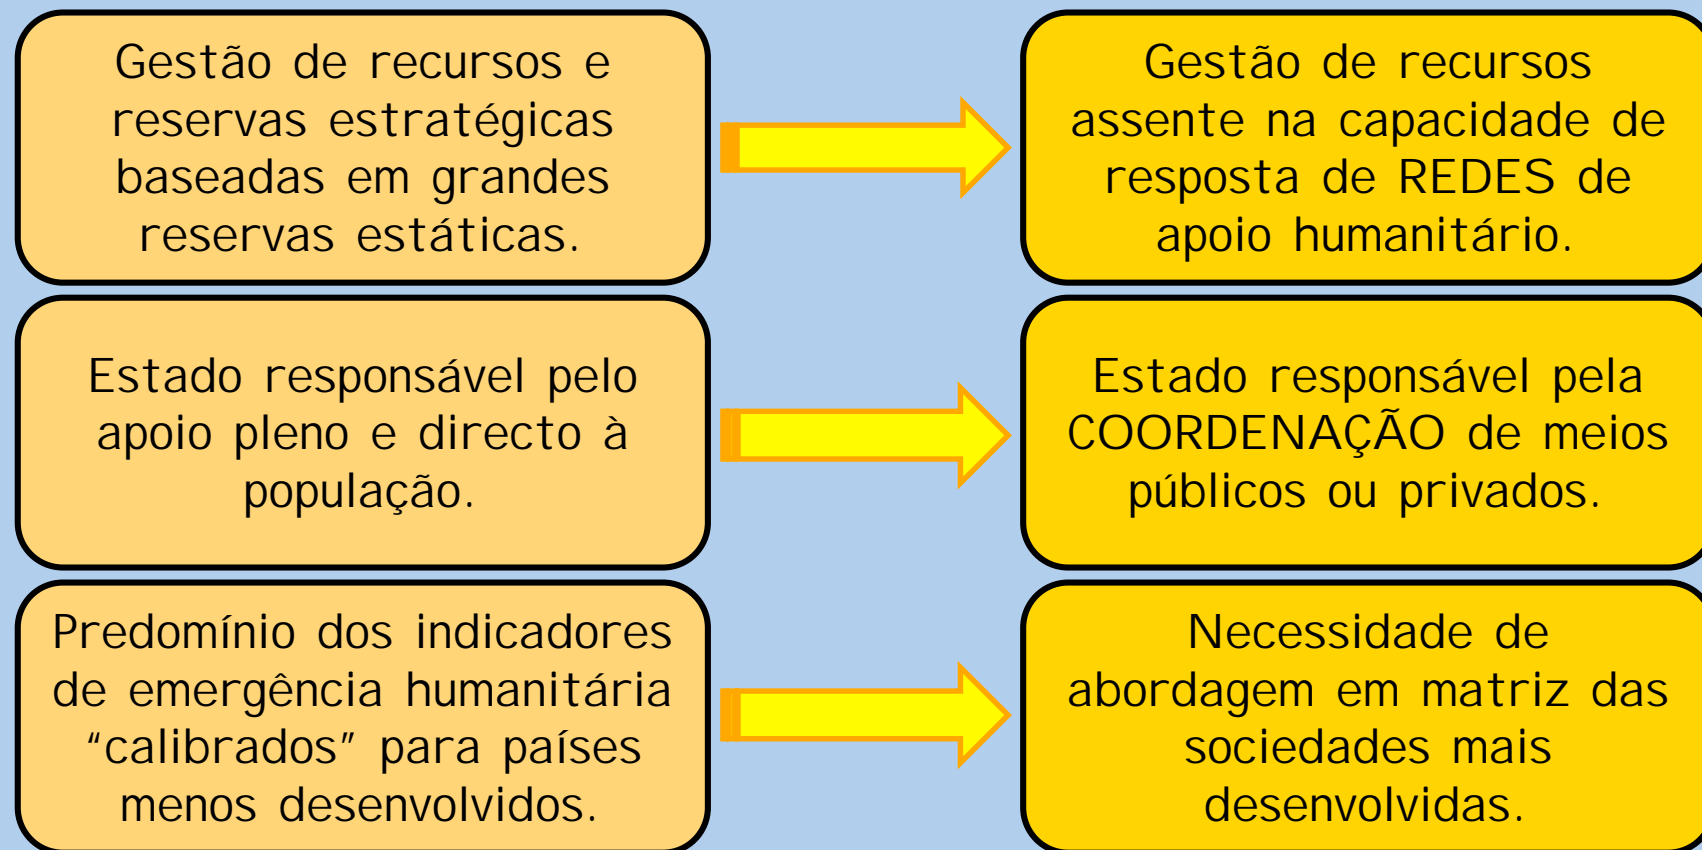 Gestão de recursos e
reservas estratégicas
baseadas em grandes
reservas estáticas.
Gestão de recursos
assente na capacidade de
resposta de REDES de
apoio humanitário.
Estado responsável pelo
apoio pleno e directo à
população.
Estado responsável pela
COORDENAÇÃO de meios
públicos ou privados.
Predomínio dos indicadores
de emergência humanitária
“calibrados” para países
menos desenvolvidos.
Necessidade de
abordagem em matriz das
sociedades mais
desenvolvidas.